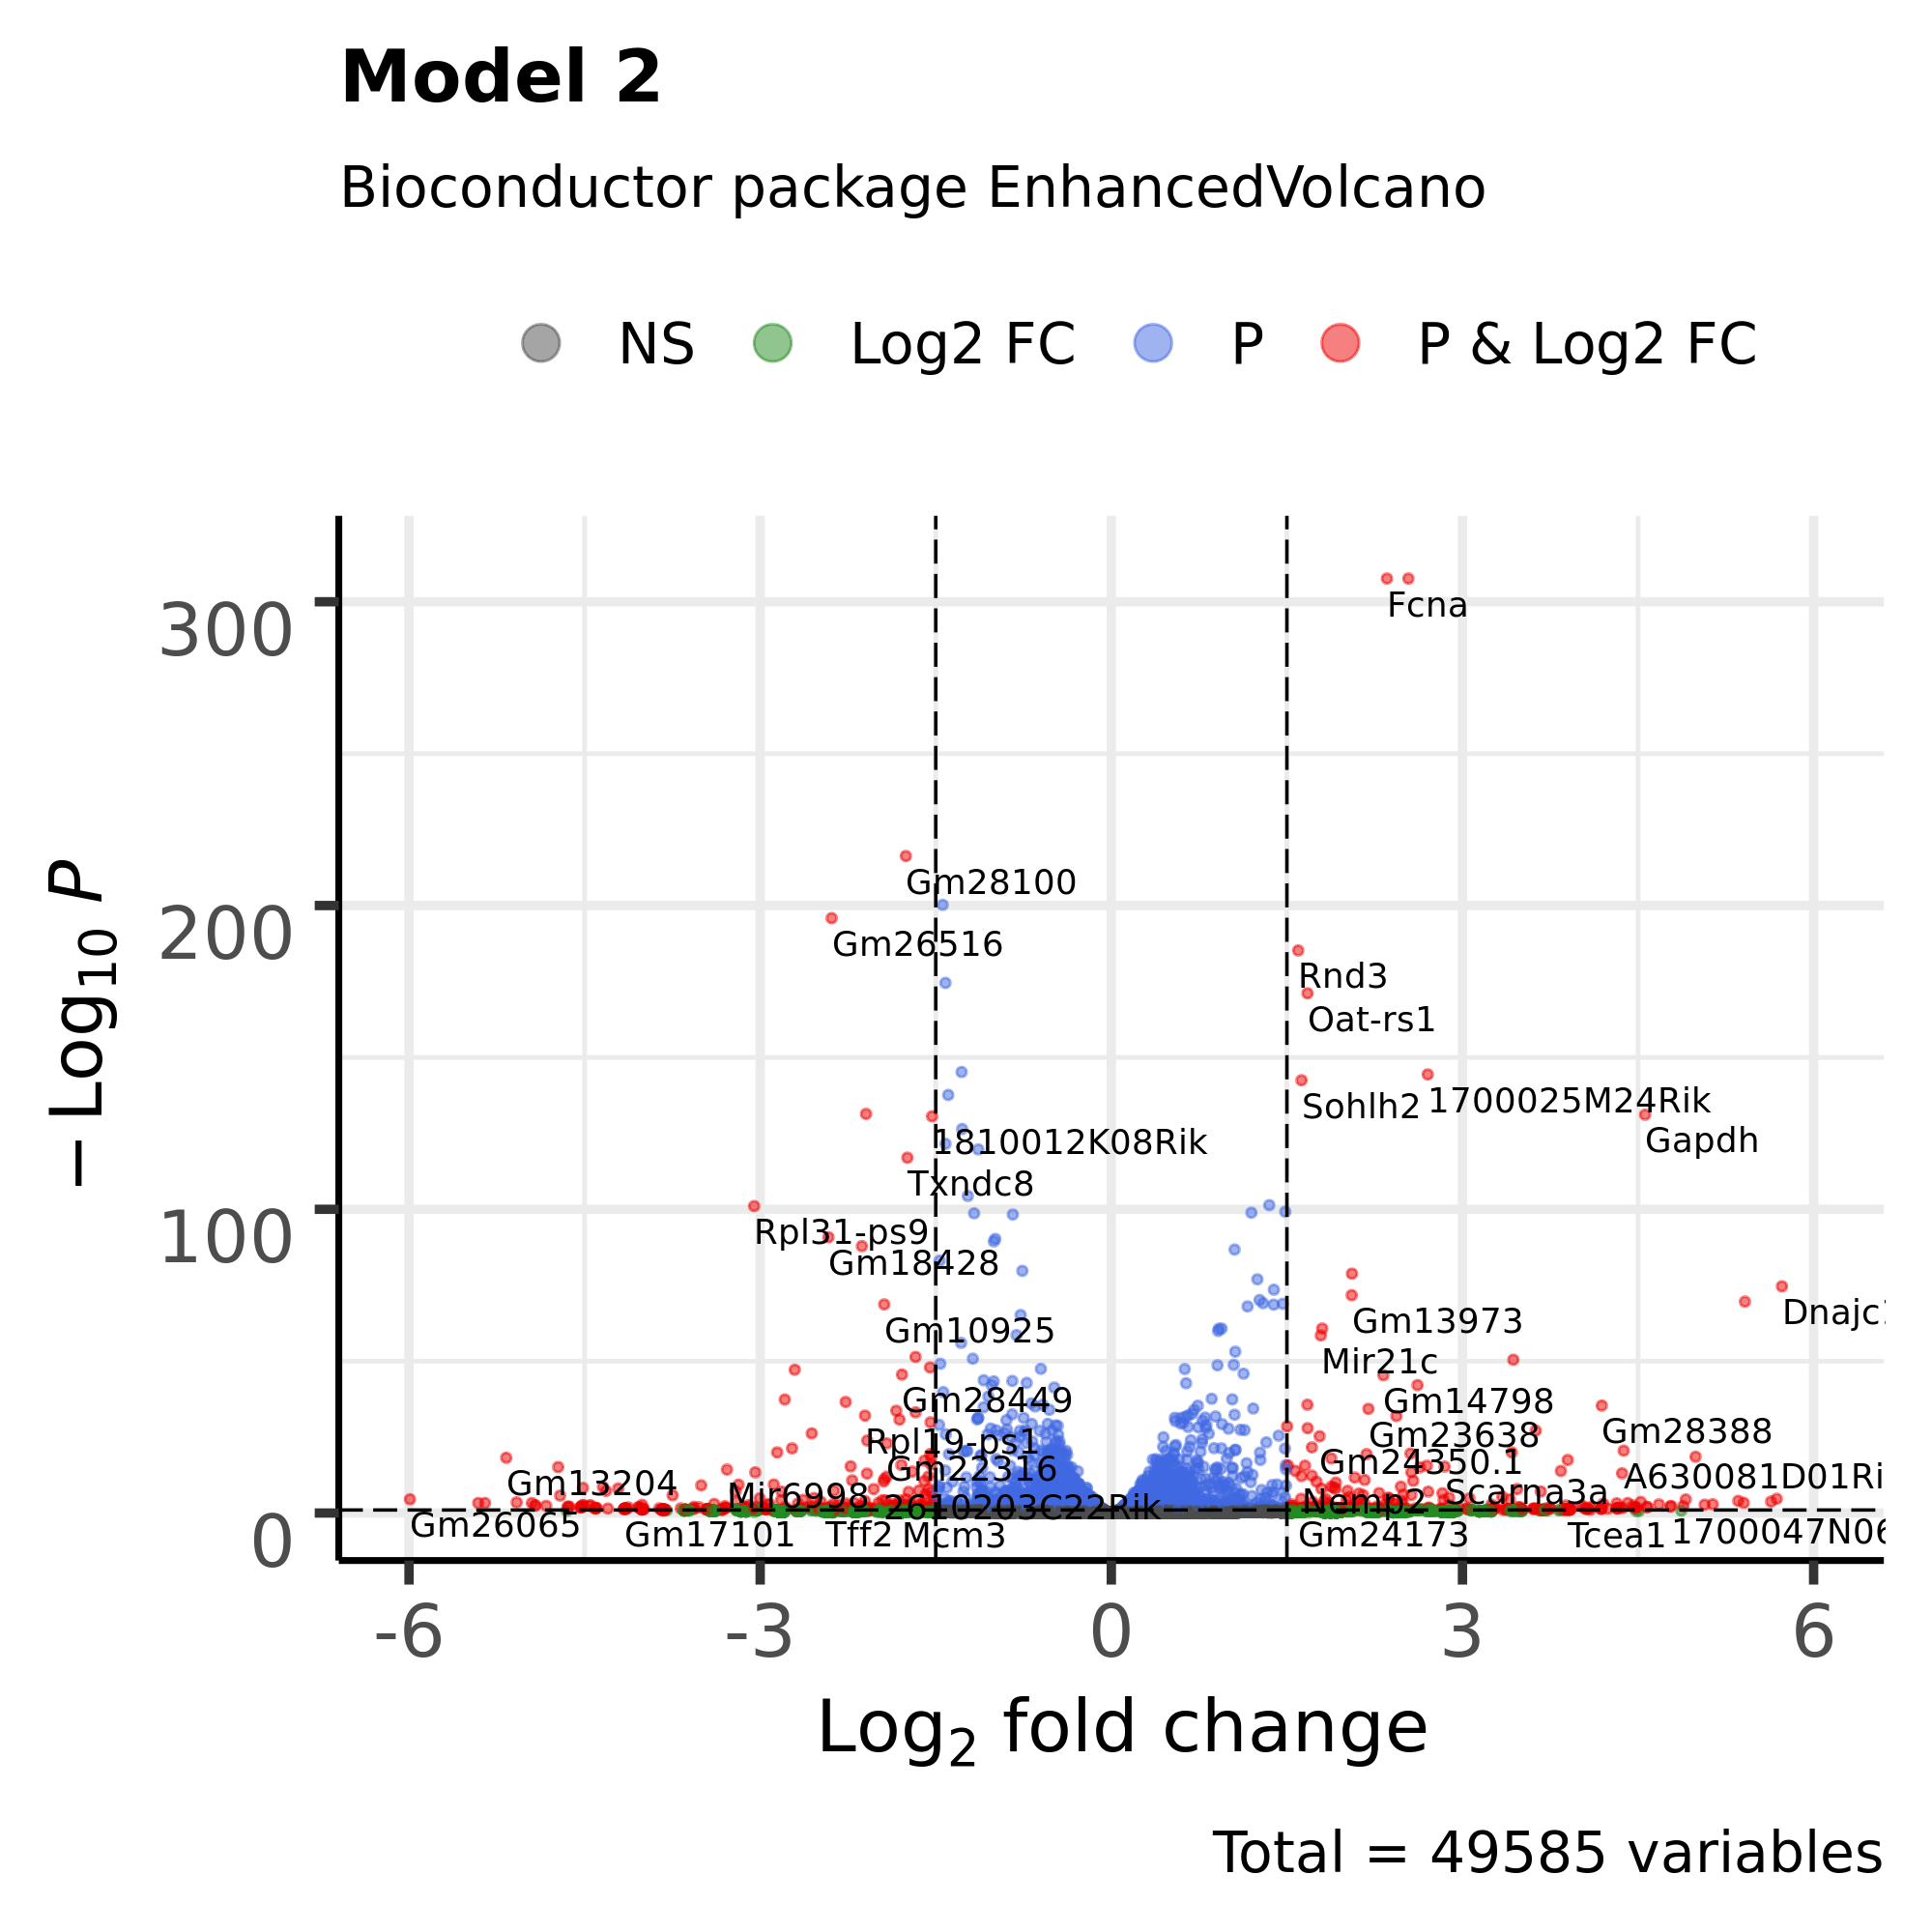 Model 2
Bioconductor package EnhancedVolcano
NS Log2 FC P P & Log2 FC
− Log10 P
300
200
100
0
Fcna
Gm28100
Gm26516
Rnd3
Oat-rs1
Sohlh2
1700025M24Rik
Gapdh
1810012K08Rik
Txndc8
Rpl31-ps9
Gm18428
Gm10925
Gm13973
Dnajc
Mir21c
Gm28449
Gm14798
Rpl19-ps1
Gm23638
Gm28388
Gm22316
Gm24350.1
A630081D01Ri
Gm13204
Mir6998
2610203C22Rik
Nemp2
Scarna3a
Gm26065
Gm17101
Tff2
Mcm3
Gm24173
Tcea1
1700047N06
-6 -3 0 3 6
Log2 fold change
Total = 49585 variables